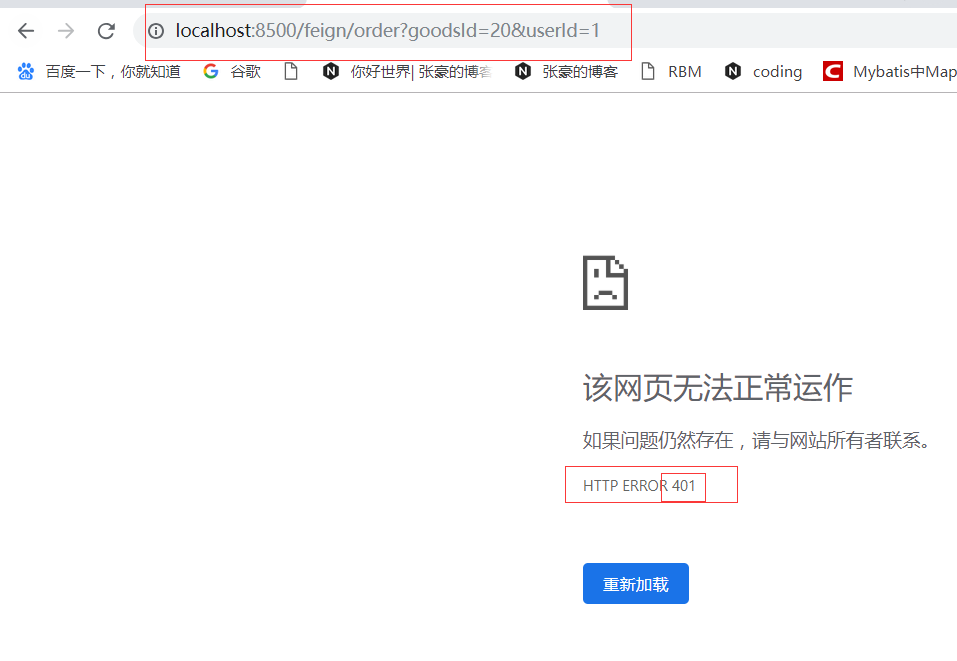 localhost:8500/feign/order?goodsId=20&userId=1
百度一下，你就知道 谷歌 你好世界| 张豪的博客 张豪的博客 RBM coding Mybatis中Map
该网页无法正常运作
如果问题仍然存在，请与网站所有者联系。
HTTP ERROR 401
重新加载